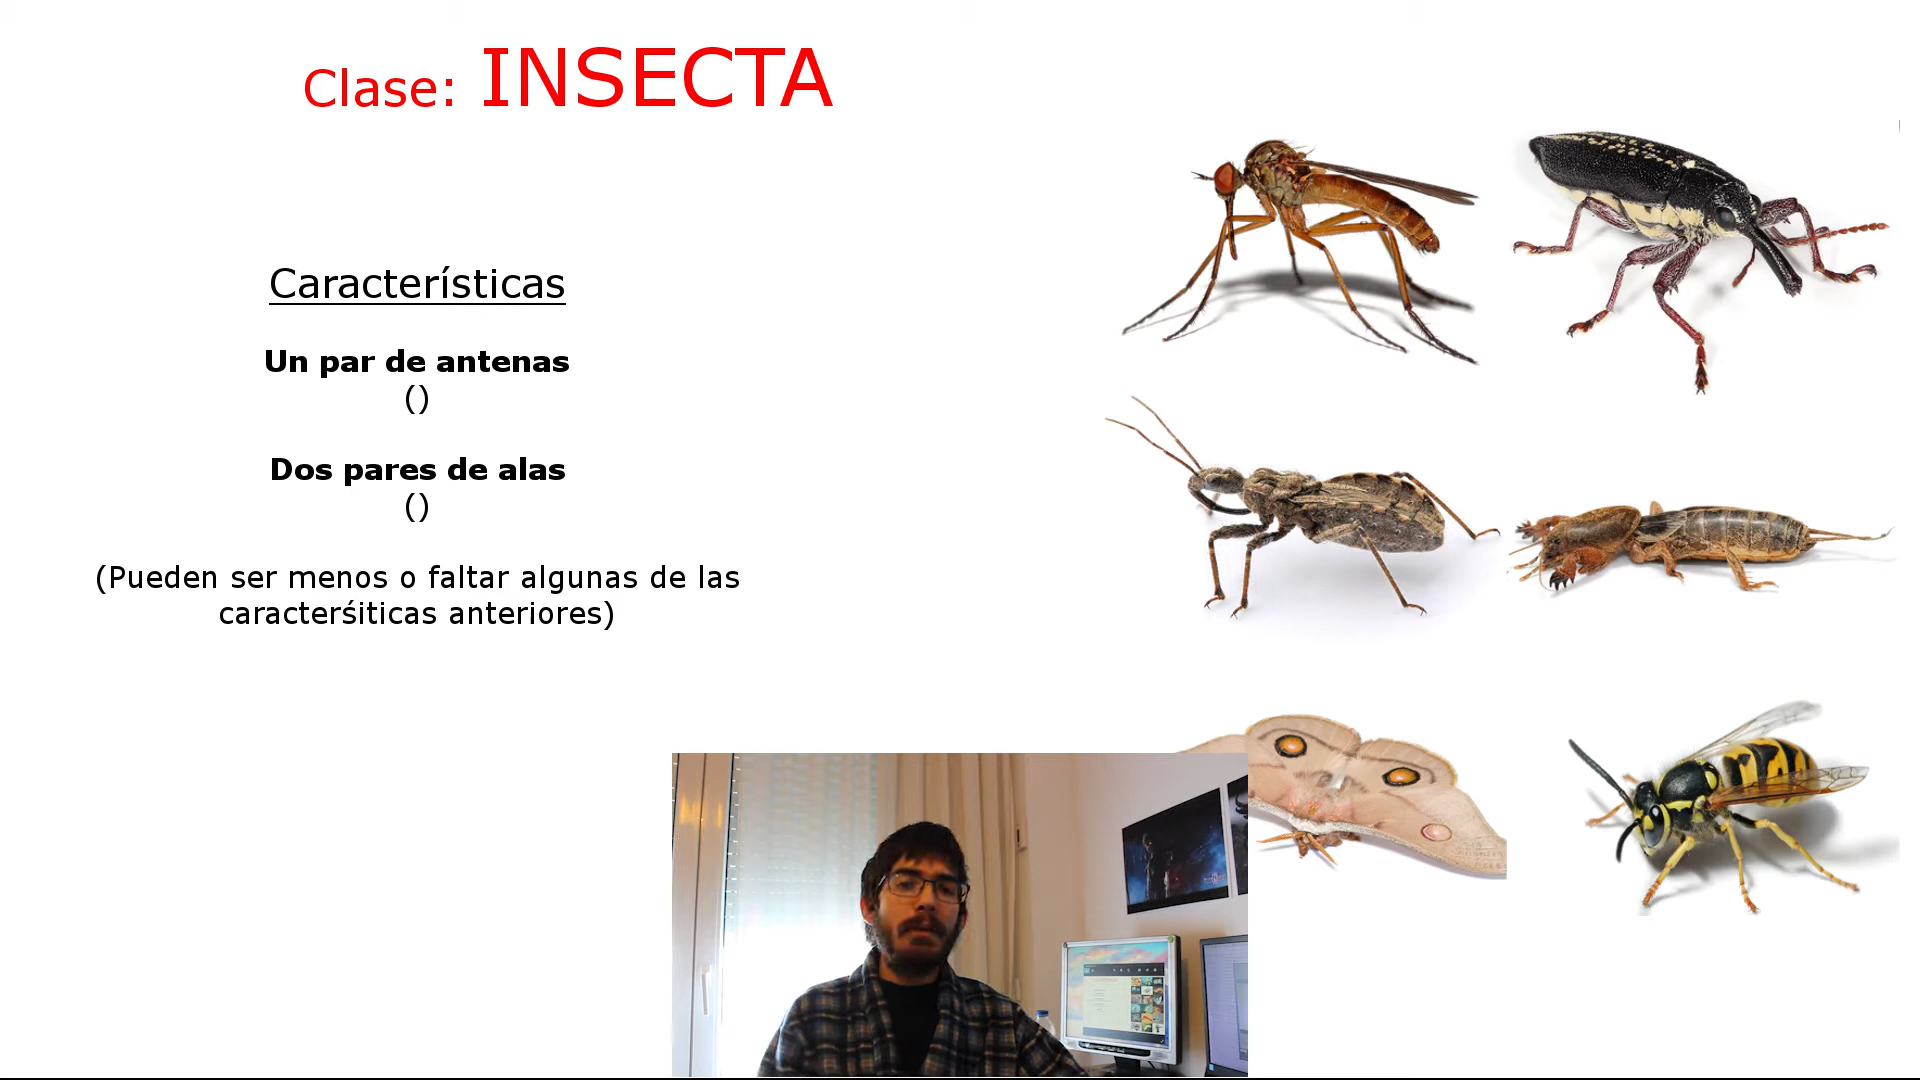 Clase: INSECTA
Características
Un par de antenas
()
Dos pares de alas
()
(Pueden ser menos o faltar algunas de las
caracterśiticas anteriores)